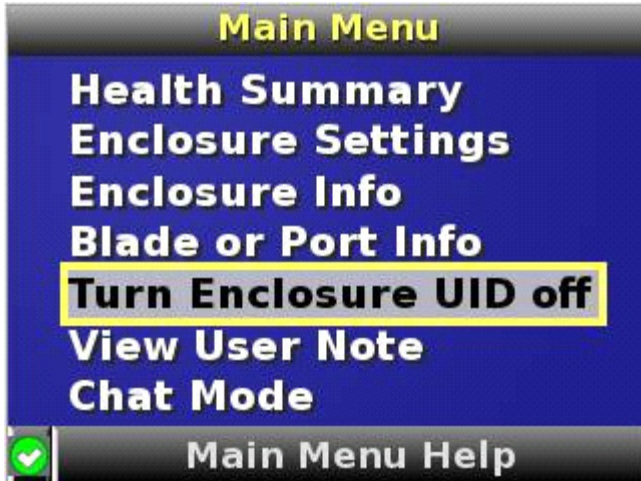 Main Menu
Health Summary
Enclosure Settings
Enclosure Info
Blade or Port Info
Turn Enclosure UID off
View User Note
Chat Mode
Main Menu Help